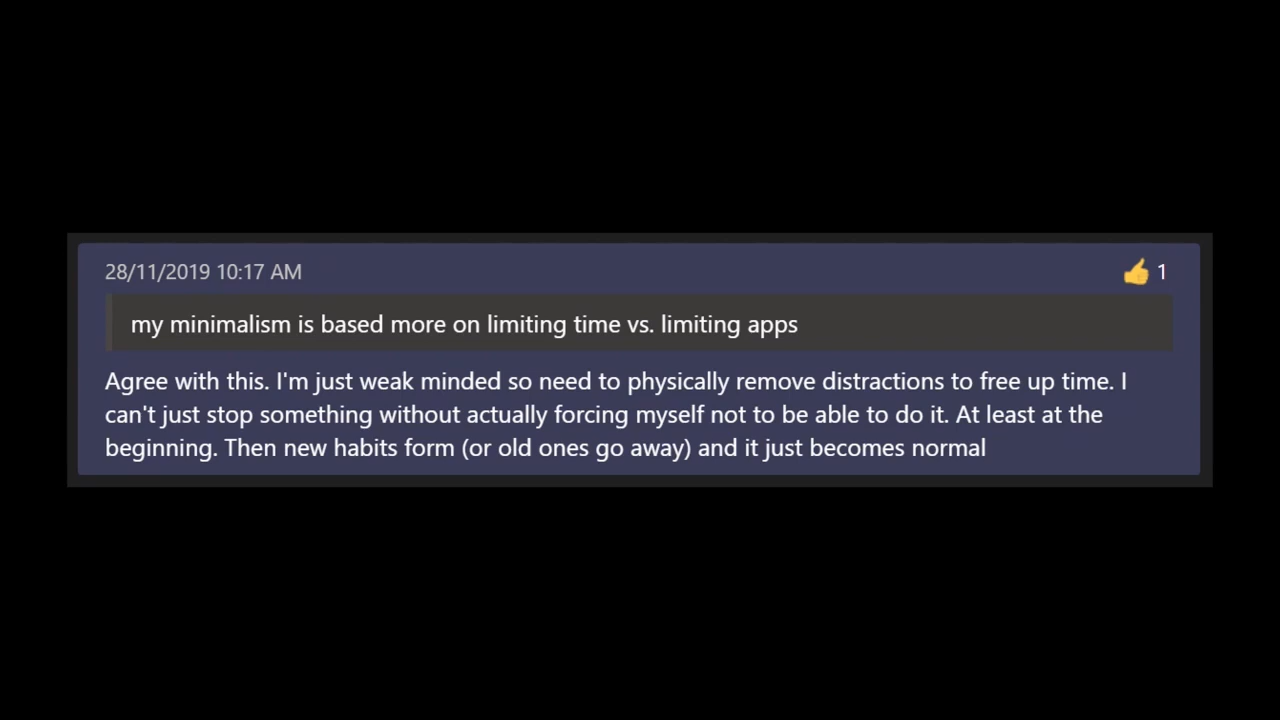 28/11/2019 10:17 AM
👍 1
my minimalism is based more on limiting time vs. limiting apps
Agree with this. I'm just weak minded so need to physically remove distractions to free up time. I
can't just stop something without actually forcing myself not to be able to do it. At least at the
beginning. Then new habits form (or old ones go away) and it just becomes normal